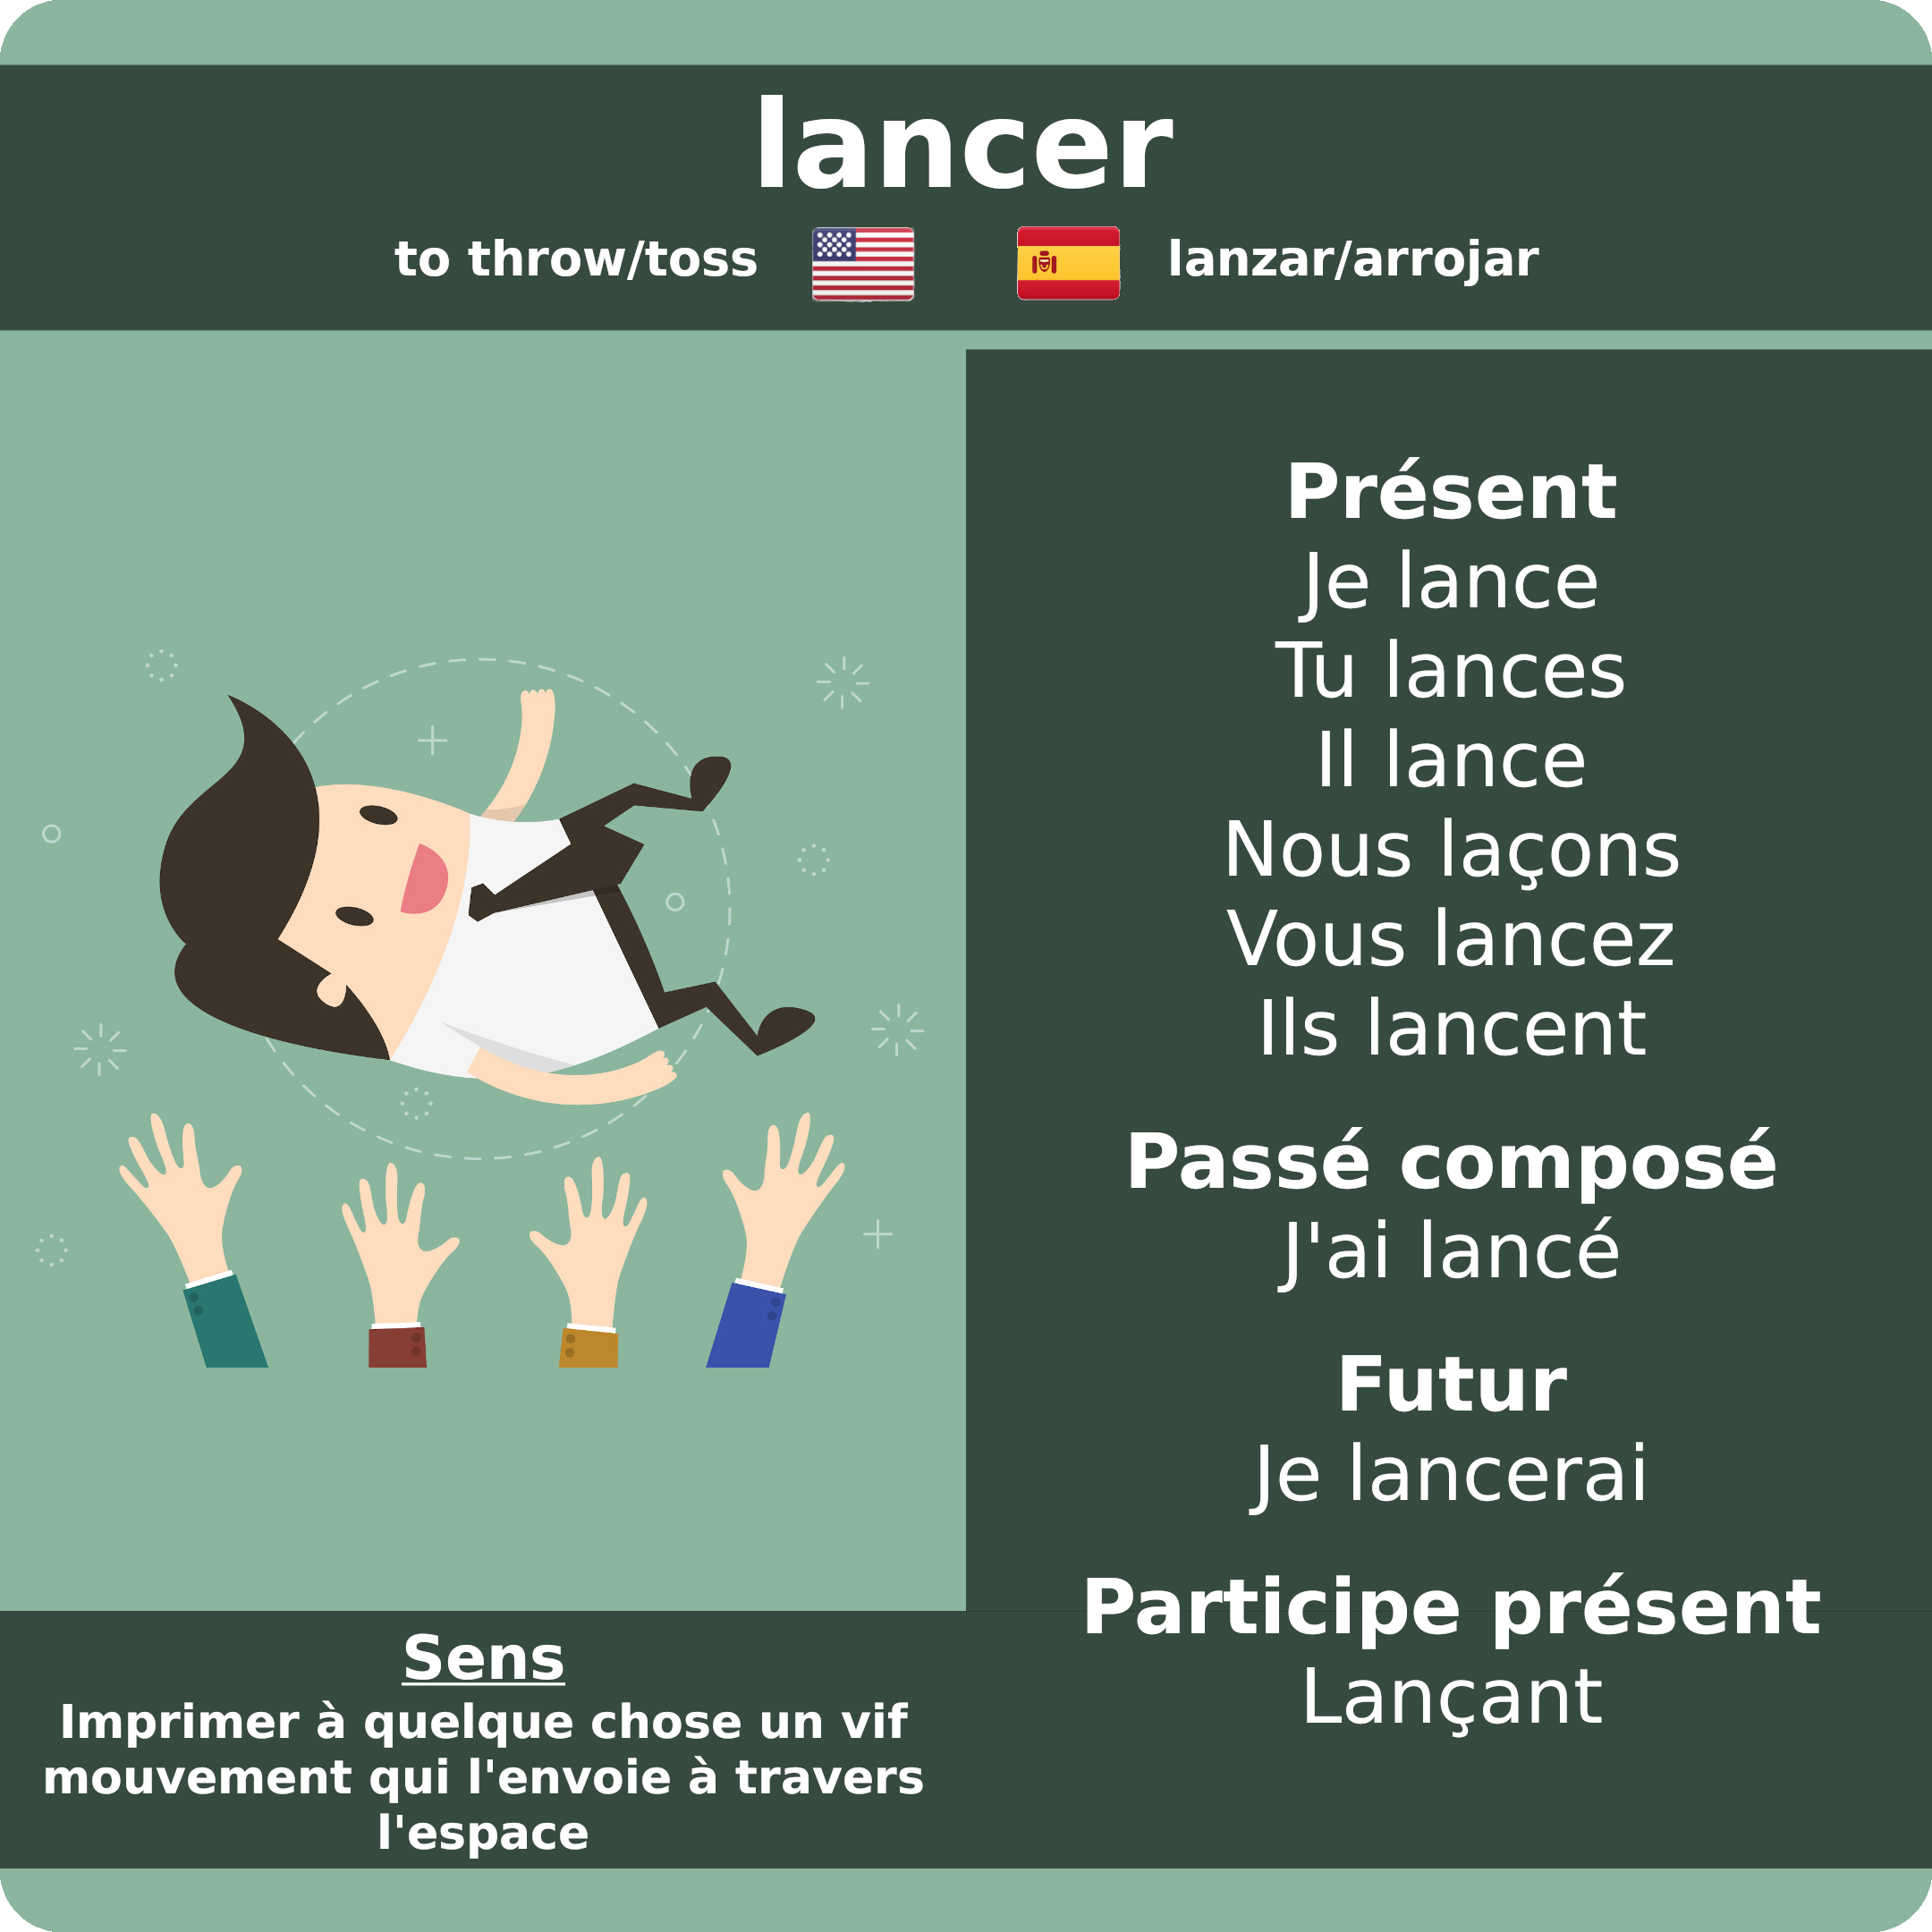 lancer
to throw/toss lanzar/arrojar
Présent
Je lance
Tu lances
Il lance
Nous laçons
Vous lancez
Ils lancent
Passé composé
J'ai lancé
Futur
Je lancerai
Participe présent
Lançant
Sens
Imprimer à quelque chose un vif
mouvement qui l'envoie à travers
l'espace